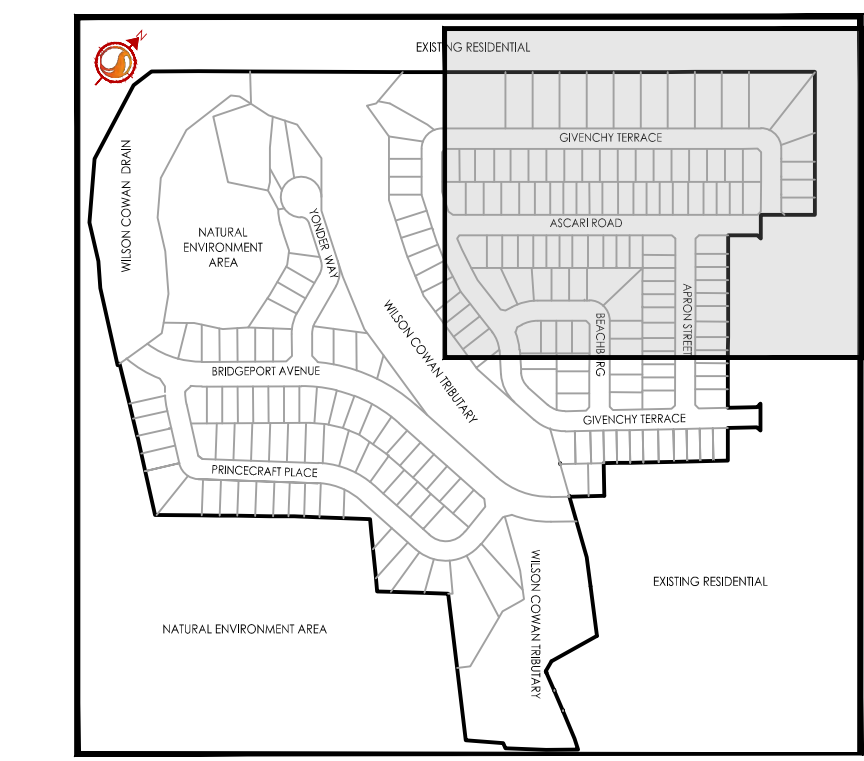 N
EXISTING RESIDENTIAL
GIVENCHY TERRACE
WILSON COWAN DRAIN
NATURAL
ENVIRONMENT
AREA
YONDER WAY
ASCARI ROAD
WILSON COWAN TRIBUTARY
BEACHBURG
APRON STREET
BRIDGEPORT AVENUE
GIVENCHY TERRACE
PRINCECRAFT PLACE
WILSON COWAN TRIBUTARY
EXISTING RESIDENTIAL
NATURAL ENVIRONMENT AREA